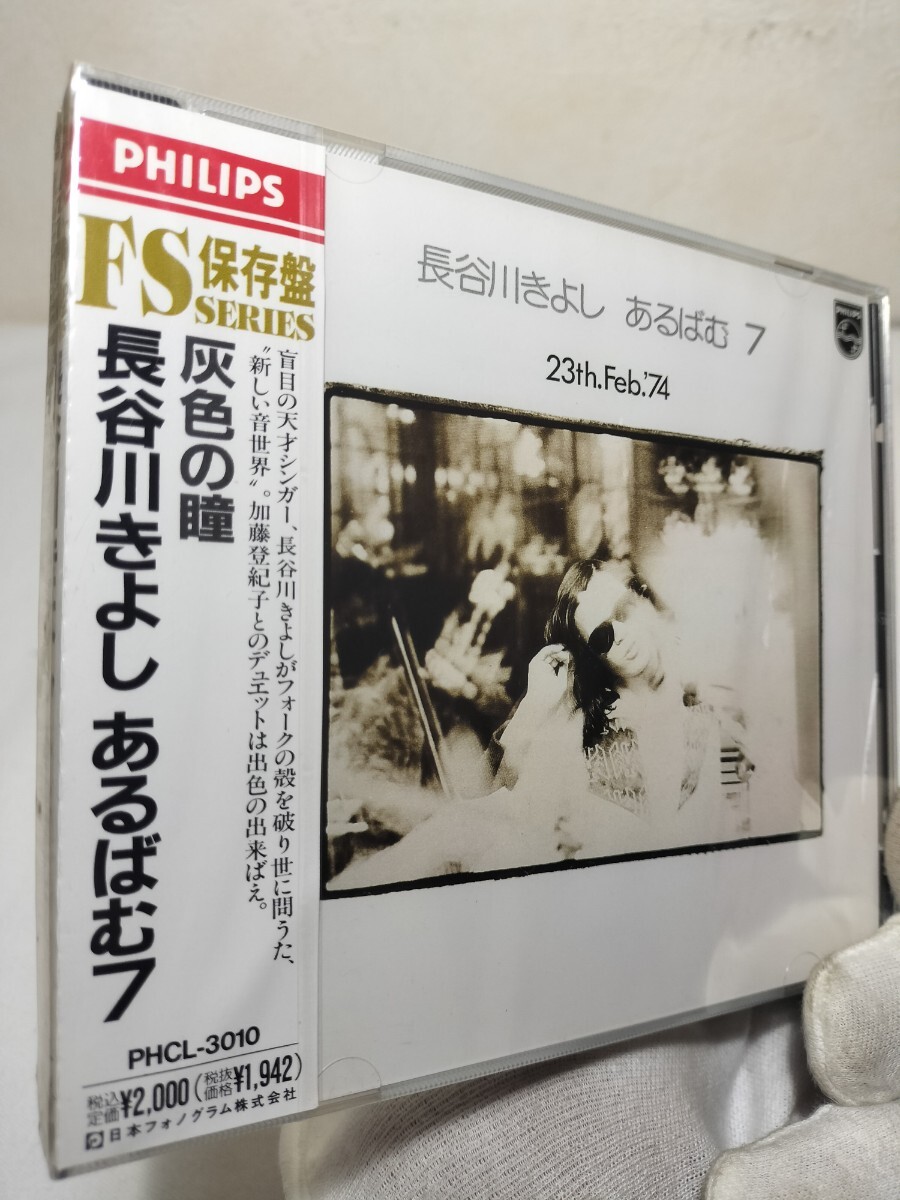 PHILIPS
FS保存盤
SERIES
灰色の瞳
長谷川きよし あるばむ7
盲目の天才シンガー、長谷川きよしがフォークの殻を破り世に問うた、
"新しい音世界"。加藤登紀子とのデュエットは出色の出来ばえ。
PHCL-3010
税込定価¥2,000(税抜価格¥1,942)
日本フォノグラム株式会社
長谷川きよし あるばむ 7
23th.Feb.'74
PHILIPS